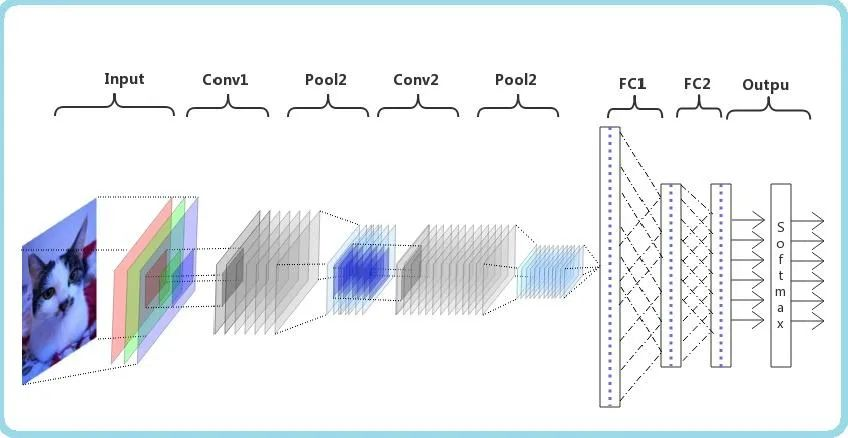 Input
Conv1
Pool2
Conv2
Pool2
FC1
FC2
Outpu
Softmax